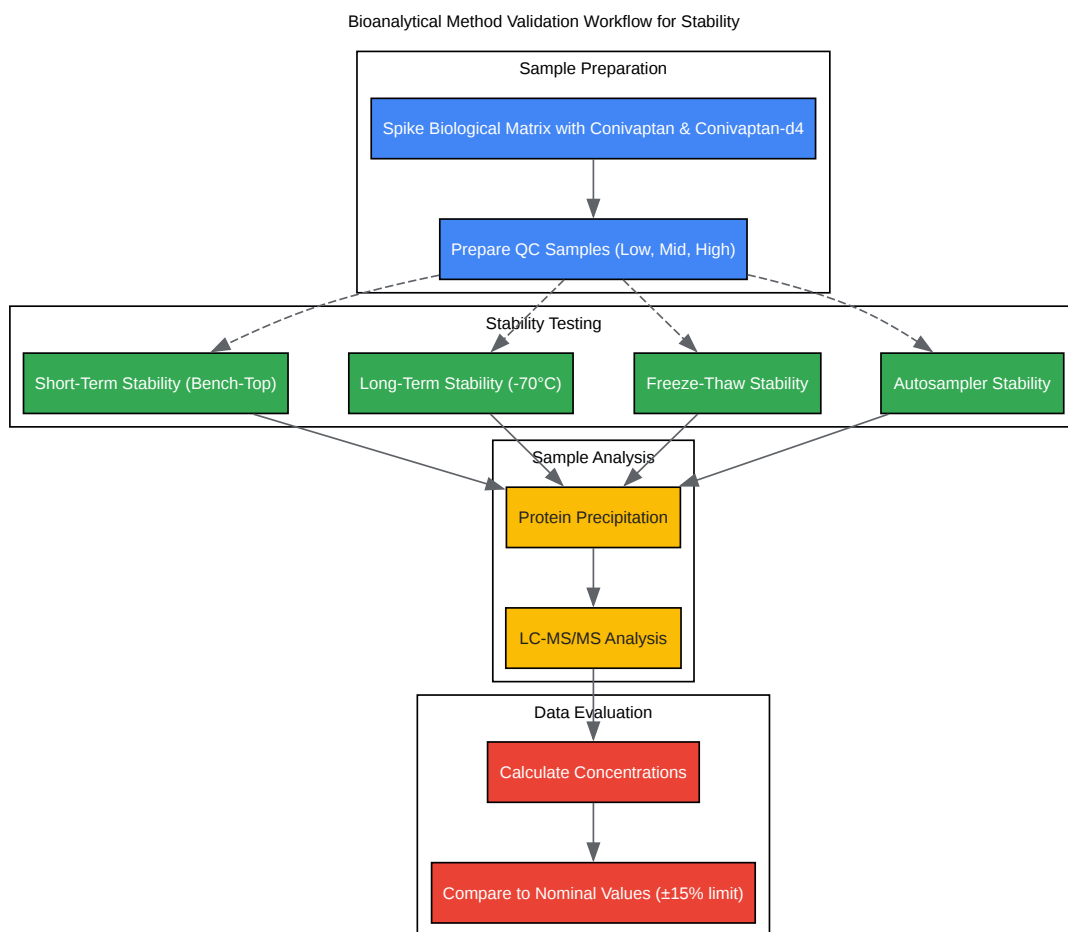 Bioanalytical Method Validation Workflow for Stability
Sample Preparation
Spike Biological Matrix with Conivaptan & Conivaptan-d4
Prepare QC Samples (Low, Mid, High)
Stability Testing
Short-Term Stability (Bench-Top)
Long-Term Stability (-70°C)
Freeze-Thaw Stability
Autosampler Stability
Sample Analysis
Protein Precipitation
LC-MS/MS Analysis
Data Evaluation
Calculate Concentrations
Compare to Nominal Values (±15% limit)